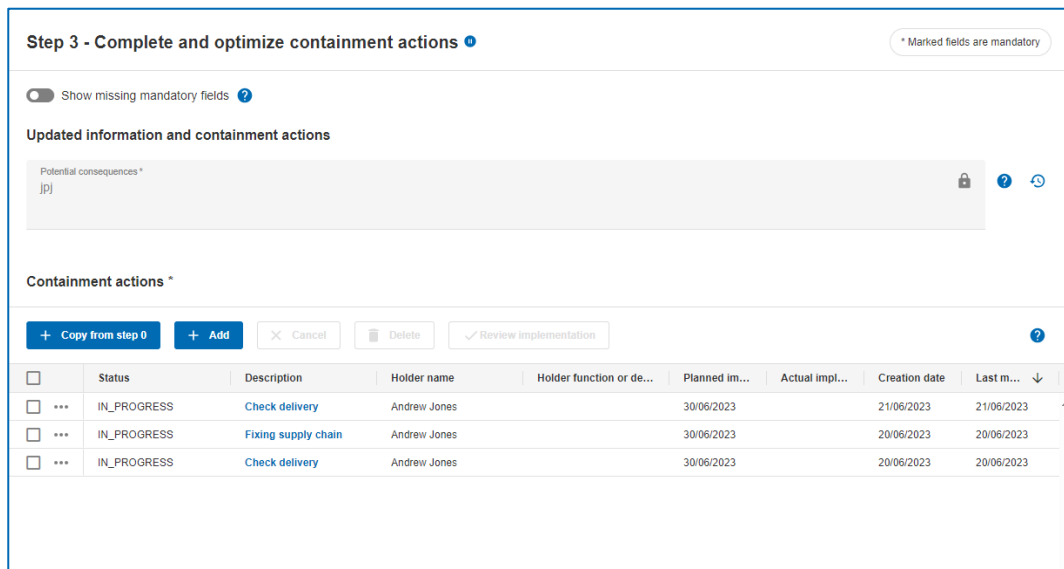 Step 3 - Complete and optimize containment actions
* Marked fields are mandatory
Show missing mandatory fields ?
Updated information and containment actions
Potential consequences *
jpj
?
Containment actions *
+ Copy from step 0 + Add × Cancel Delete Review implementation ?
Status Description Holder name Holder function or de... Planned im... Actual impl... Creation date Last m...
IN_PROGRESS Check delivery Andrew Jones 30/06/2023 21/06/2023 21/06/2023
IN_PROGRESS Fixing supply chain Andrew Jones 30/06/2023 20/06/2023 20/06/2023
IN_PROGRESS Check delivery Andrew Jones 30/06/2023 20/06/2023 20/06/2023